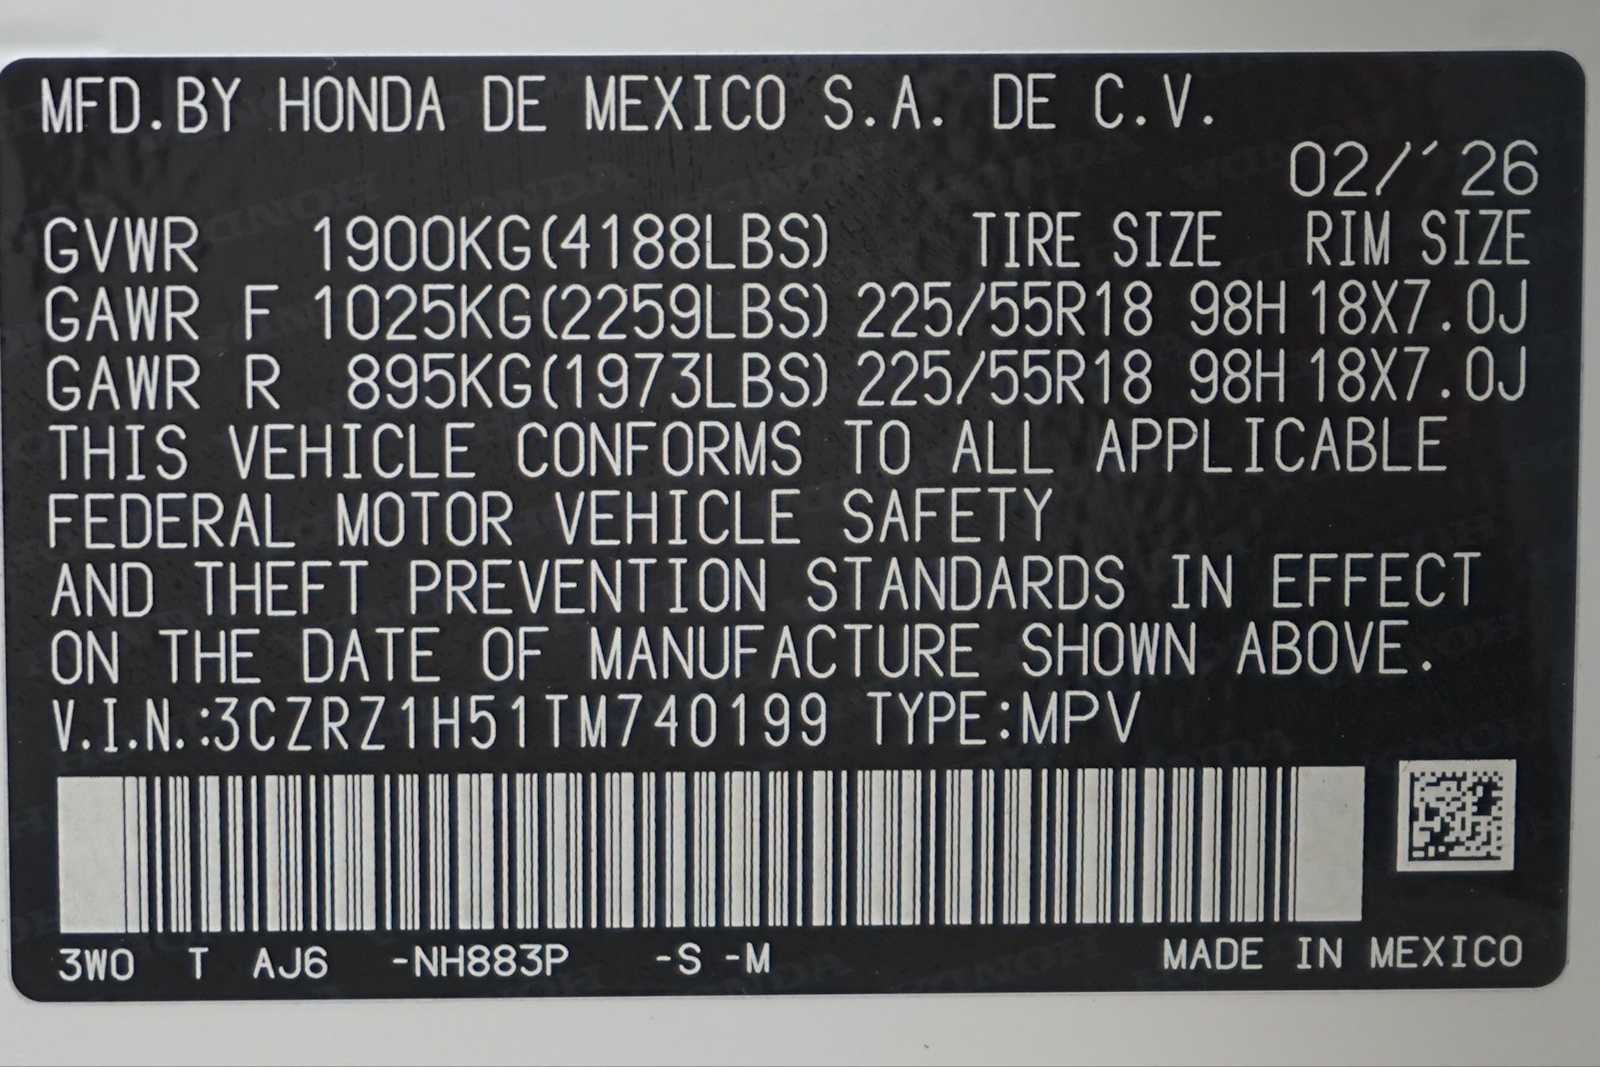 MFD.BY HONDA DE MEXICO S.A. DE C.V.
02/'26
GVWR 1900KG(4188LBS) TIRE SIZE RIM SIZE
GAWR F 1025KG(2259LBS) 225/55R18 98H 18X7.0J
GAWR R 895KG(1973LBS) 225/55R18 98H 18X7.0J
THIS VEHICLE CONFORMS TO ALL APPLICABLE
FEDERAL MOTOR VEHICLE SAFETY
AND THEFT PREVENTION STANDARDS IN EFFECT
ON THE DATE OF MANUFACTURE SHOWN ABOVE.
V.I.N.:3CZRZ1H51TM740199 TYPE:MPV
3W0 T AJ6 -NH883P -S -M MADE IN MEXICO